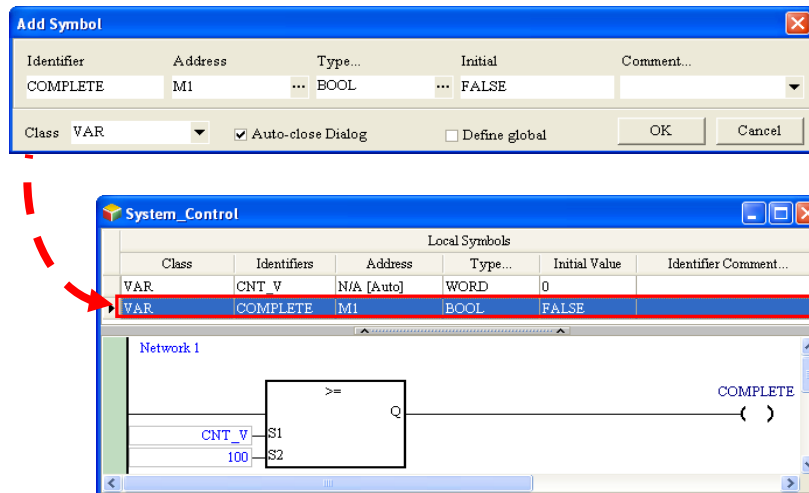 Add Symbol
Identifier Address Type... Initial Comment...
COMPLETE M1 ... BOOL ... FALSE
Class VAR Auto-close Dialog Define global OK Cancel
System_Control
Local Symbols
Class Identifiers Address Type... Initial Value Identifier Comment...
VAR CNT_V N/A [Auto] WORD 0
VAR COMPLETE M1 BOOL FALSE
Network 1
>=
COMPLETE
Q
CNT_V S1
100 S2